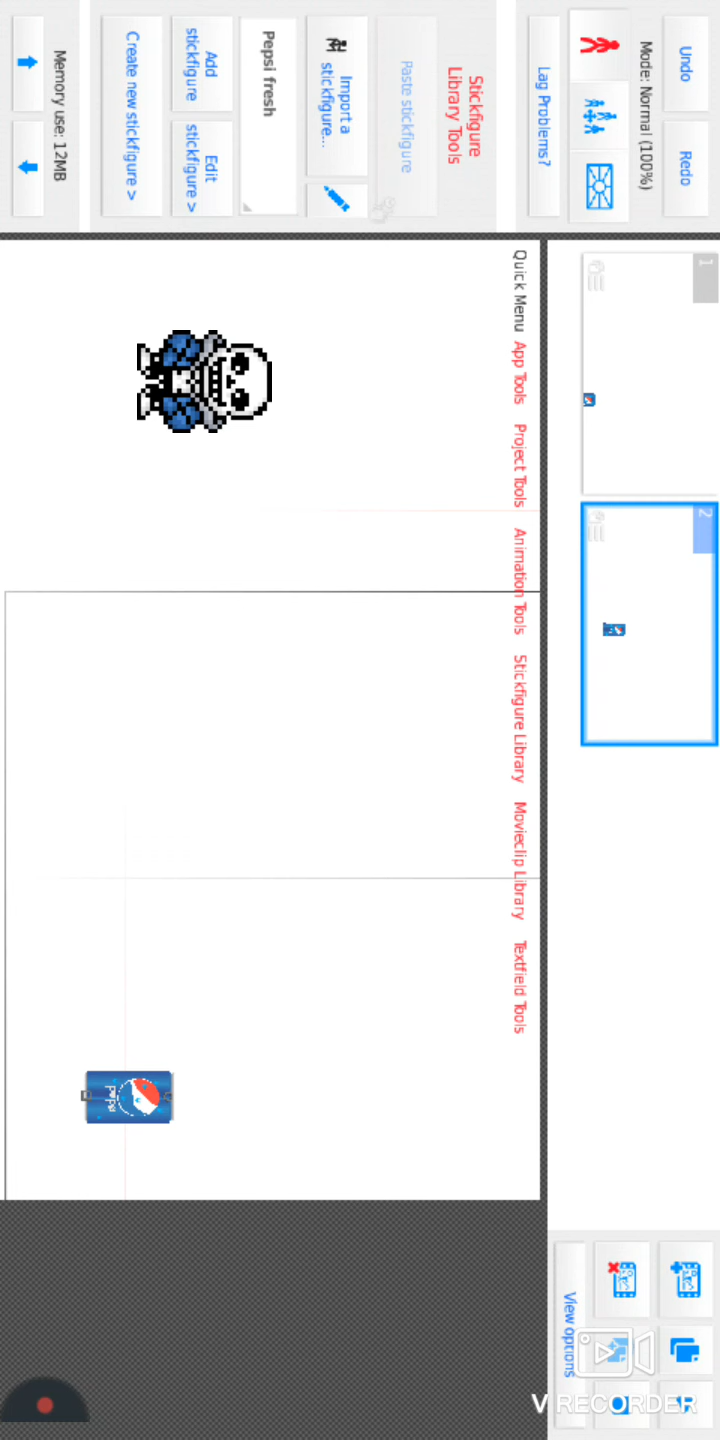 Undo
Redo
Mode: Normal (100%)
Lag Problems?
Stickfigure
Library Tools
Paste stickfigure
Import a
stickfigure...
Pepsi fresh
Add
stickfigure
Edit
stickfigure >
Create new stickfigure >
Memory use: 12MB
1
2
Quick Menu
App Tools
Project Tools
Animation Tools
Stickfigure Library
Movieclip Library
Textfield Tools
pepsi
View options
V RECORDER